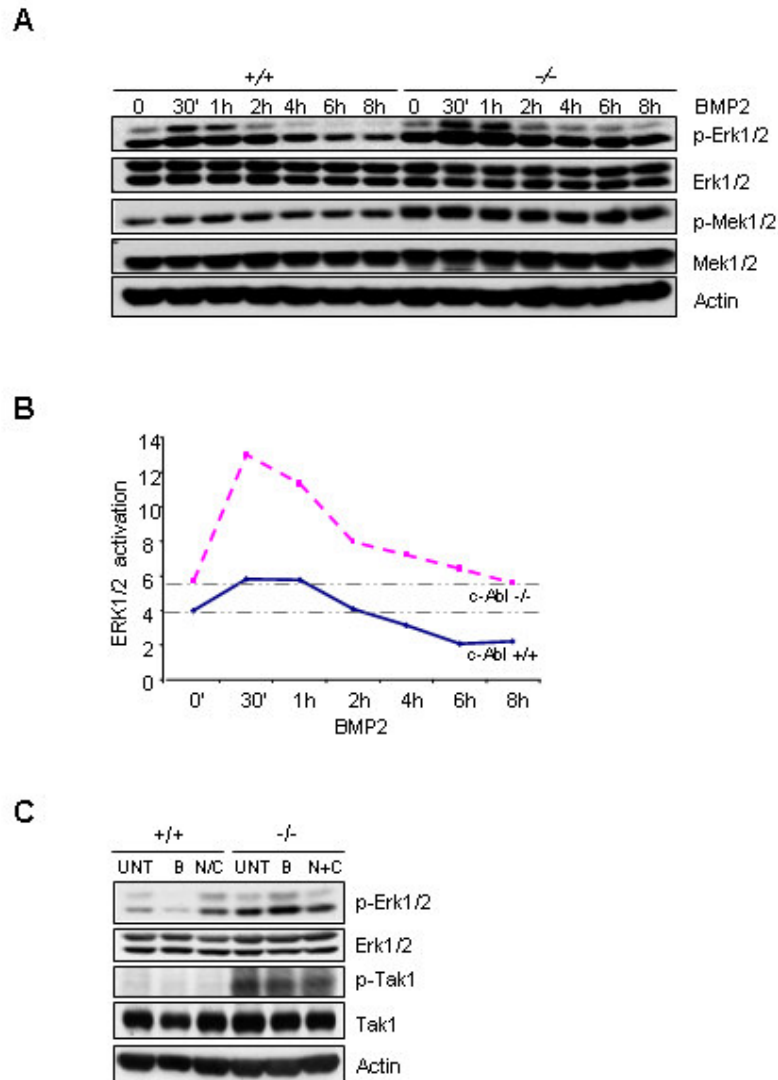 A
+/+ -/-
0 30' 1h 2h 4h 6h 8h 0 30' 1h 2h 4h 6h 8h BMP2
p-Erk1/2
Erk1/2
p-Mek1/2
Mek1/2
Actin
B
ERK1/2 activation
14
12
10
8
6
4
2
0
c-Abl -/-
c-Abl +/+
0' 30' 1h 2h 4h 6h 8h
BMP2
C
+/+ -/-
UNT B N/C UNT B N+C
p-Erk1/2
Erk1/2
p-Tak1
Tak1
Actin